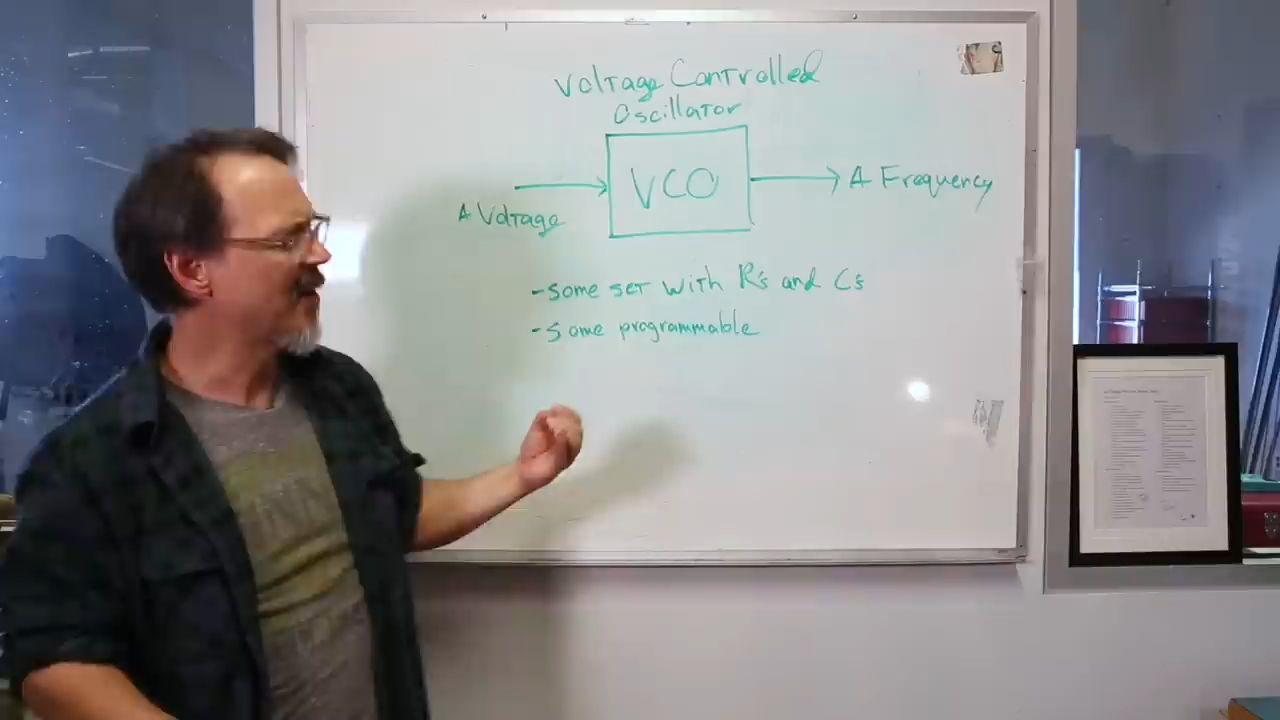 Voltage Controlled
Oscillator
VCO
A Voltage
A Frequency
-some set with R's and C's
-some programmable